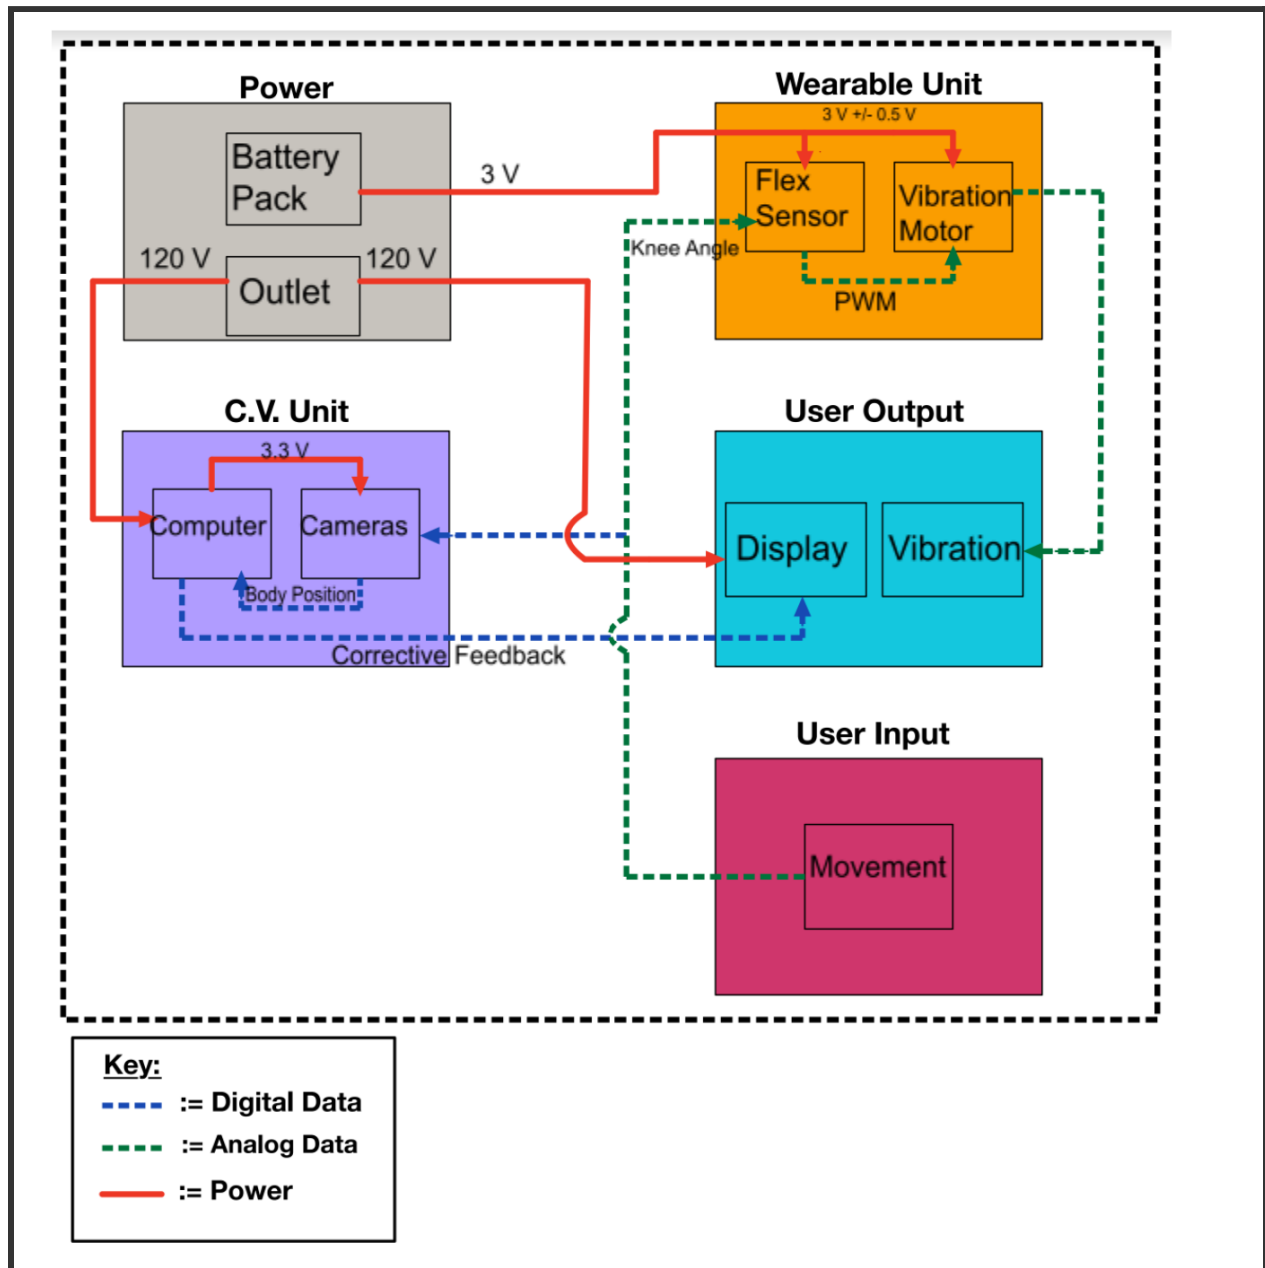 Power
Battery
Pack
3 V
120 V
Outlet
120 V
Wearable Unit
3 V +/- 0.5 V
Flex
Sensor
Vibration
Motor
Knee Angle
PWM
C.V. Unit
3.3 V
Computer
Cameras
Body Position
Corrective Feedback
User Output
Display
Vibration
User Input
Movement
Key:
:= Digital Data
:= Analog Data
:= Power